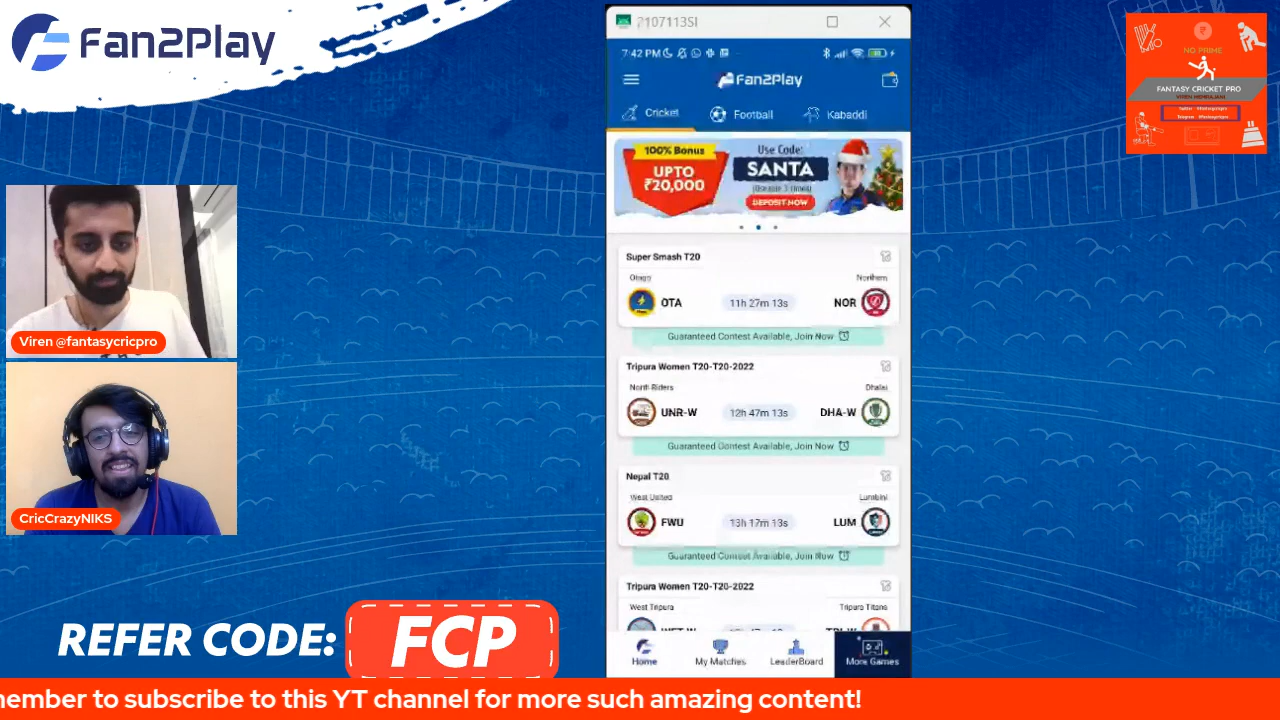 Fan2Play
Viren @fantasycricpro
CricCrazyNIKS
REFER CODE:
FCP
member to subscribe to this YT channel for more such amazing content!
2107113SI
7:42 PM
Fan2Play
Cricket
Football
Kabaddi
100% Bonus
UPTO
₹20,000
Use Code:
SANTA
DEPOSIT NOW
Super Smash T20
Otago
Northern
OTA
11h 27m 13s
NOR
Guaranteed Contest Available, Join Now
Tripura Women T20-T20-2022
North Riders
Dhalai
UNR-W
12h 47m 13s
DHA-W
Guaranteed Contest Available, Join Now
Nepal T20
West United
Lumbini
FWU
13h 17m 13s
LUM
Guaranteed Contest Available, Join Now
Tripura Women T20-T20-2022
West Tripura
Tripura Titans
Home
My Matches
LeaderBoard
More Games
NO PRIME
FANTASY CRICKET PRO